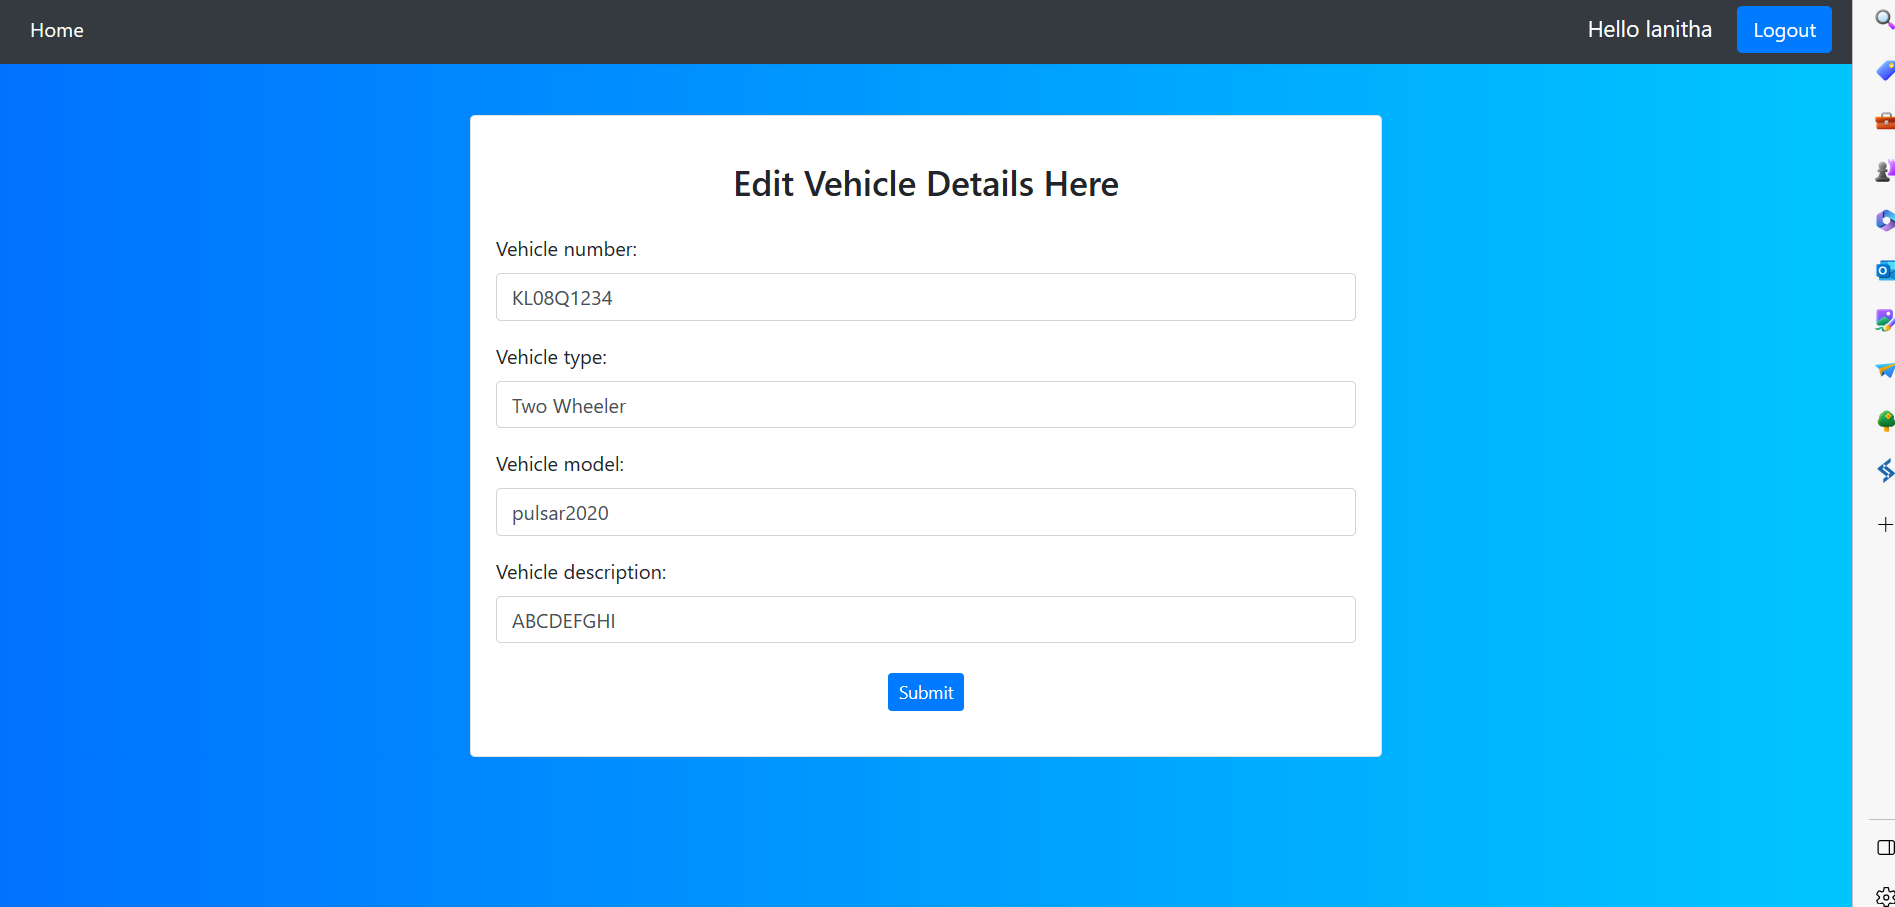 Home
Hello lanitha
Logout
Edit Vehicle Details Here
Vehicle number:
KL08Q1234
Vehicle type:
Two Wheeler
Vehicle model:
pulsar2020
Vehicle description:
ABCDEFGHI
Submit